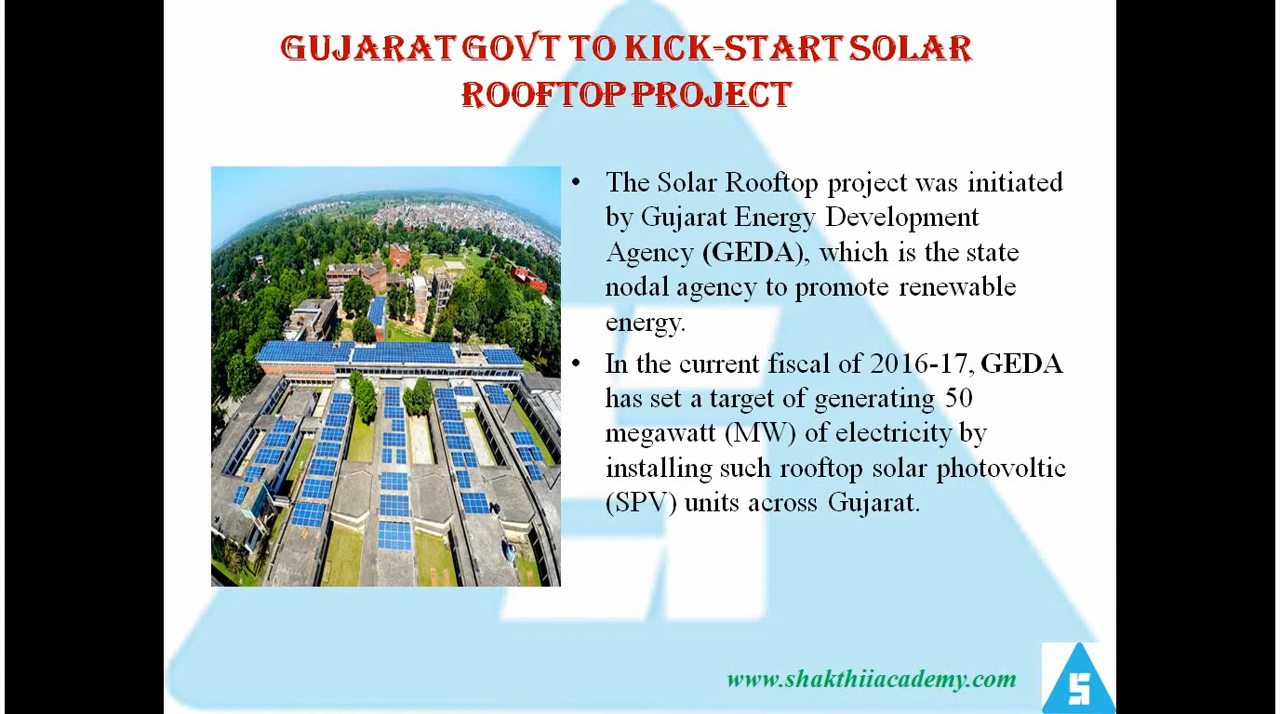 GUJARAT GOVT TO KICK-START SOLAR
ROOFTOP PROJECT
• The Solar Rooftop project was initiated
by Gujarat Energy Development
Agency (GEDA), which is the state
nodal agency to promote renewable
energy.
• In the current fiscal of 2016-17, GEDA
has set a target of generating 50
megawatt (MW) of electricity by
installing such rooftop solar photovoltic
(SPV) units across Gujarat.
www.shakthiiacademy.com
S